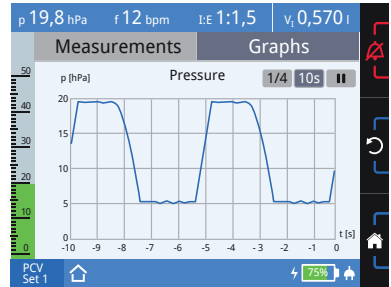 p 19,8 hPa f 12 bpm I:E 1:1,5 VI 0,570 l
Measurements Graphs
50
40
30
20
10
0
p [hPa] Pressure 1/4 10s
20
15
10
5
0
t [s]
-10 -9 -8 -7 -6 -5 -4 - 3 -2 -1 0
PCV
Set 1
75%